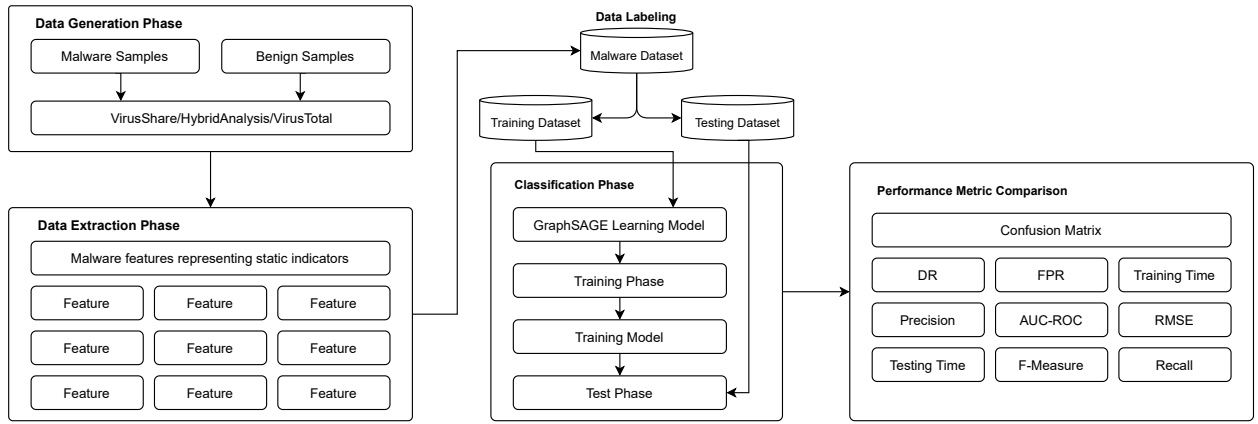 Data Generation Phase
Malware Samples
Benign Samples
VirusShare/HybridAnalysis/VirusTotal
Data Extraction Phase
Malware features representing static indicators
Feature
Feature
Feature
Feature
Feature
Feature
Feature
Feature
Feature
Data Labeling
Malware Dataset
Training Dataset
Testing Dataset
Classification Phase
GraphSAGE Learning Model
Training Phase
Training Model
Test Phase
Performance Metric Comparison
Confusion Matrix
DR
FPR
Training Time
Precision
AUC-ROC
RMSE
Testing Time
F-Measure
Recall